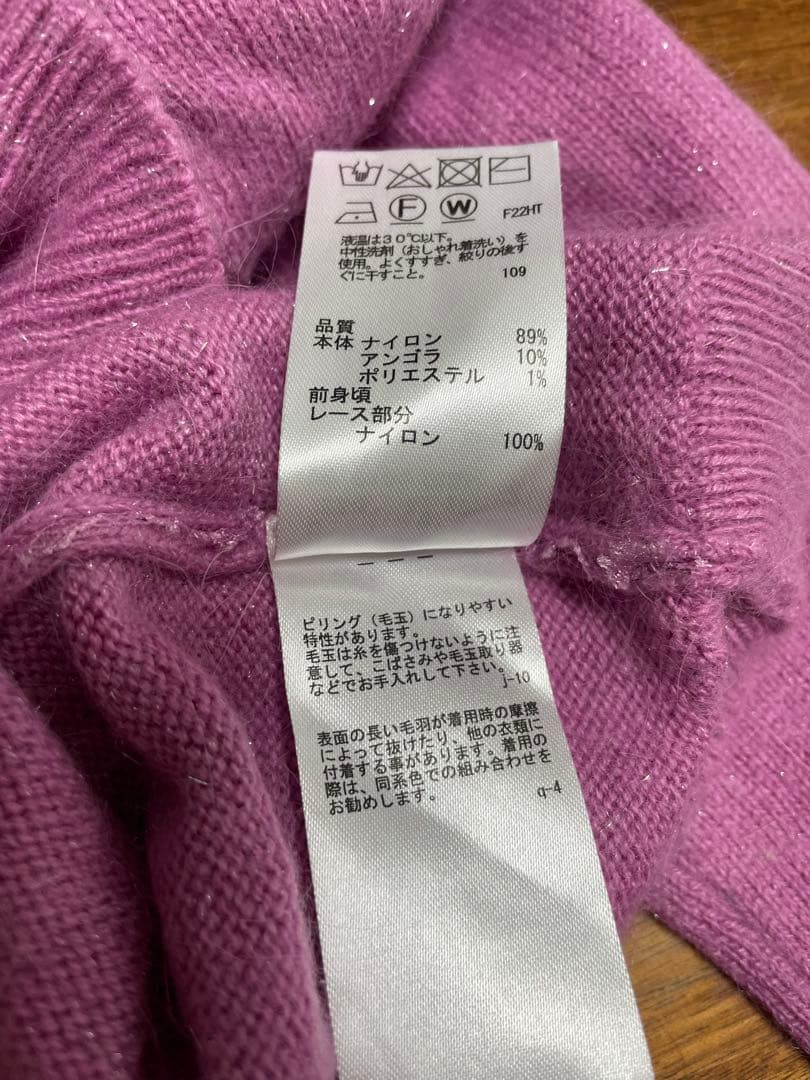 F W F22HT
液温は30℃以下。
中性洗剤（おしゃれ着洗い）を
使用。よくすすぎ、絞りの後す
ぐに干すこと。 109
品質
本体 ナイロン 89%
アンゴラ 10%
ポリエステル 1%
前身頃
レース部分
ナイロン 100%
ピリング（毛玉）になりやすい
特性があります。
毛玉は糸を傷つけないように注
意して、こばさみや毛玉取り器
などでお手入れして下さい。
j-10
表面の長い毛羽が着用時の摩擦
によって抜けたり、他の衣類に
付着する事があります。着用の
際は、同系色での組み合わせを
お勧めします。 q-4